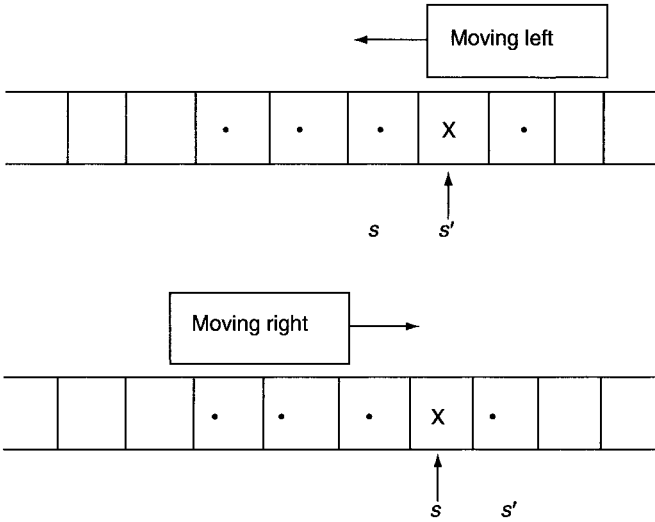 Moving left
• • • X •
s s'
Moving right
• • • X •
s s'